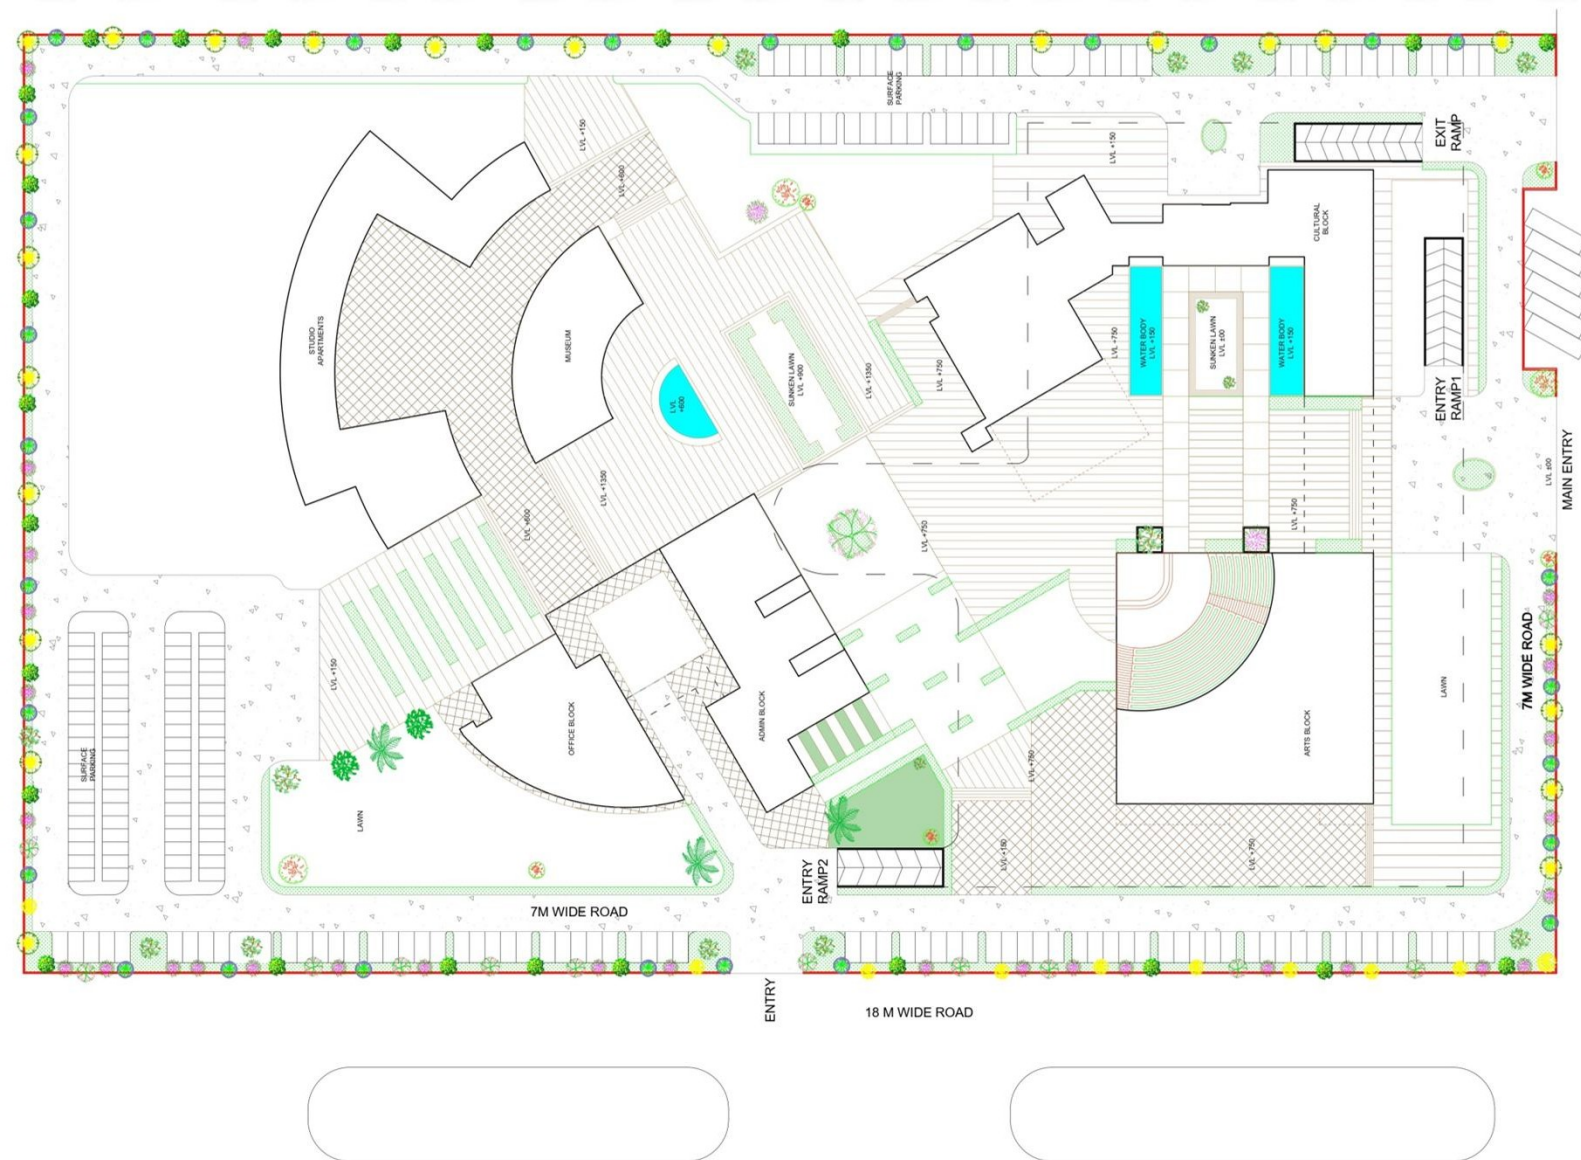 SURFACE
PARKING
LVL +150
LVL +150
EXIT
RAMP
LVL +600
CULTURAL
BLOCK
STUDIO
APARTMENTS
MUSEUM
LVL
+600
SUNKEN LAWN
LVL +900
LVL +1350
LVL +750
LVL +750
WATER BODY
LVL +150
SUNKEN LAWN
LVL ±00
WATER BODY
LVL +150
ENTRY
RAMP1
MAIN ENTRY
LVL ±00
LVL +1350
LVL +600
LVL +750
LVL +750
LVL +150
OFFICE BLOCK
ADMIN BLOCK
ARTS BLOCK
LAWN
7M WIDE ROAD
SURFACE
PARKING
LAWN
LVL +750
LVL +150
LVL +750
ENTRY
RAMP2
7M WIDE ROAD
ENTRY
18 M WIDE ROAD